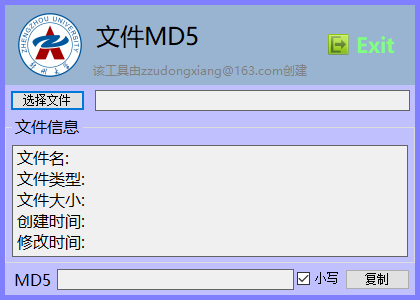 ZHENGZHOU UNIVERSITY
郑州大学
文件MD5
Exit
该工具由zzudongxiang@163.com创建
选择文件
文件信息
文件名:
文件类型:
文件大小:
创建时间:
修改时间:
MD5
小写
复制